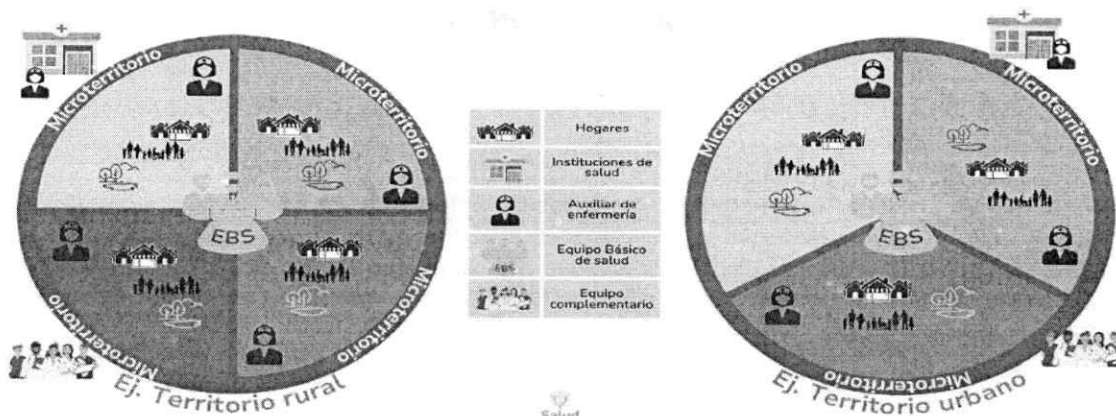 Microterritorio
Microterritorio
Microterritorio
Microterritorio
EBS
Ej. Territorio rural
Hogares
Instituciones de
salud
Auxiliar de
enfermería
EBS
Equipo Básico
de salud
Equipo
complementario
Salud
Microterritorio
Microterritorio
Microterritorio
EBS
Ej. Territorio urbano